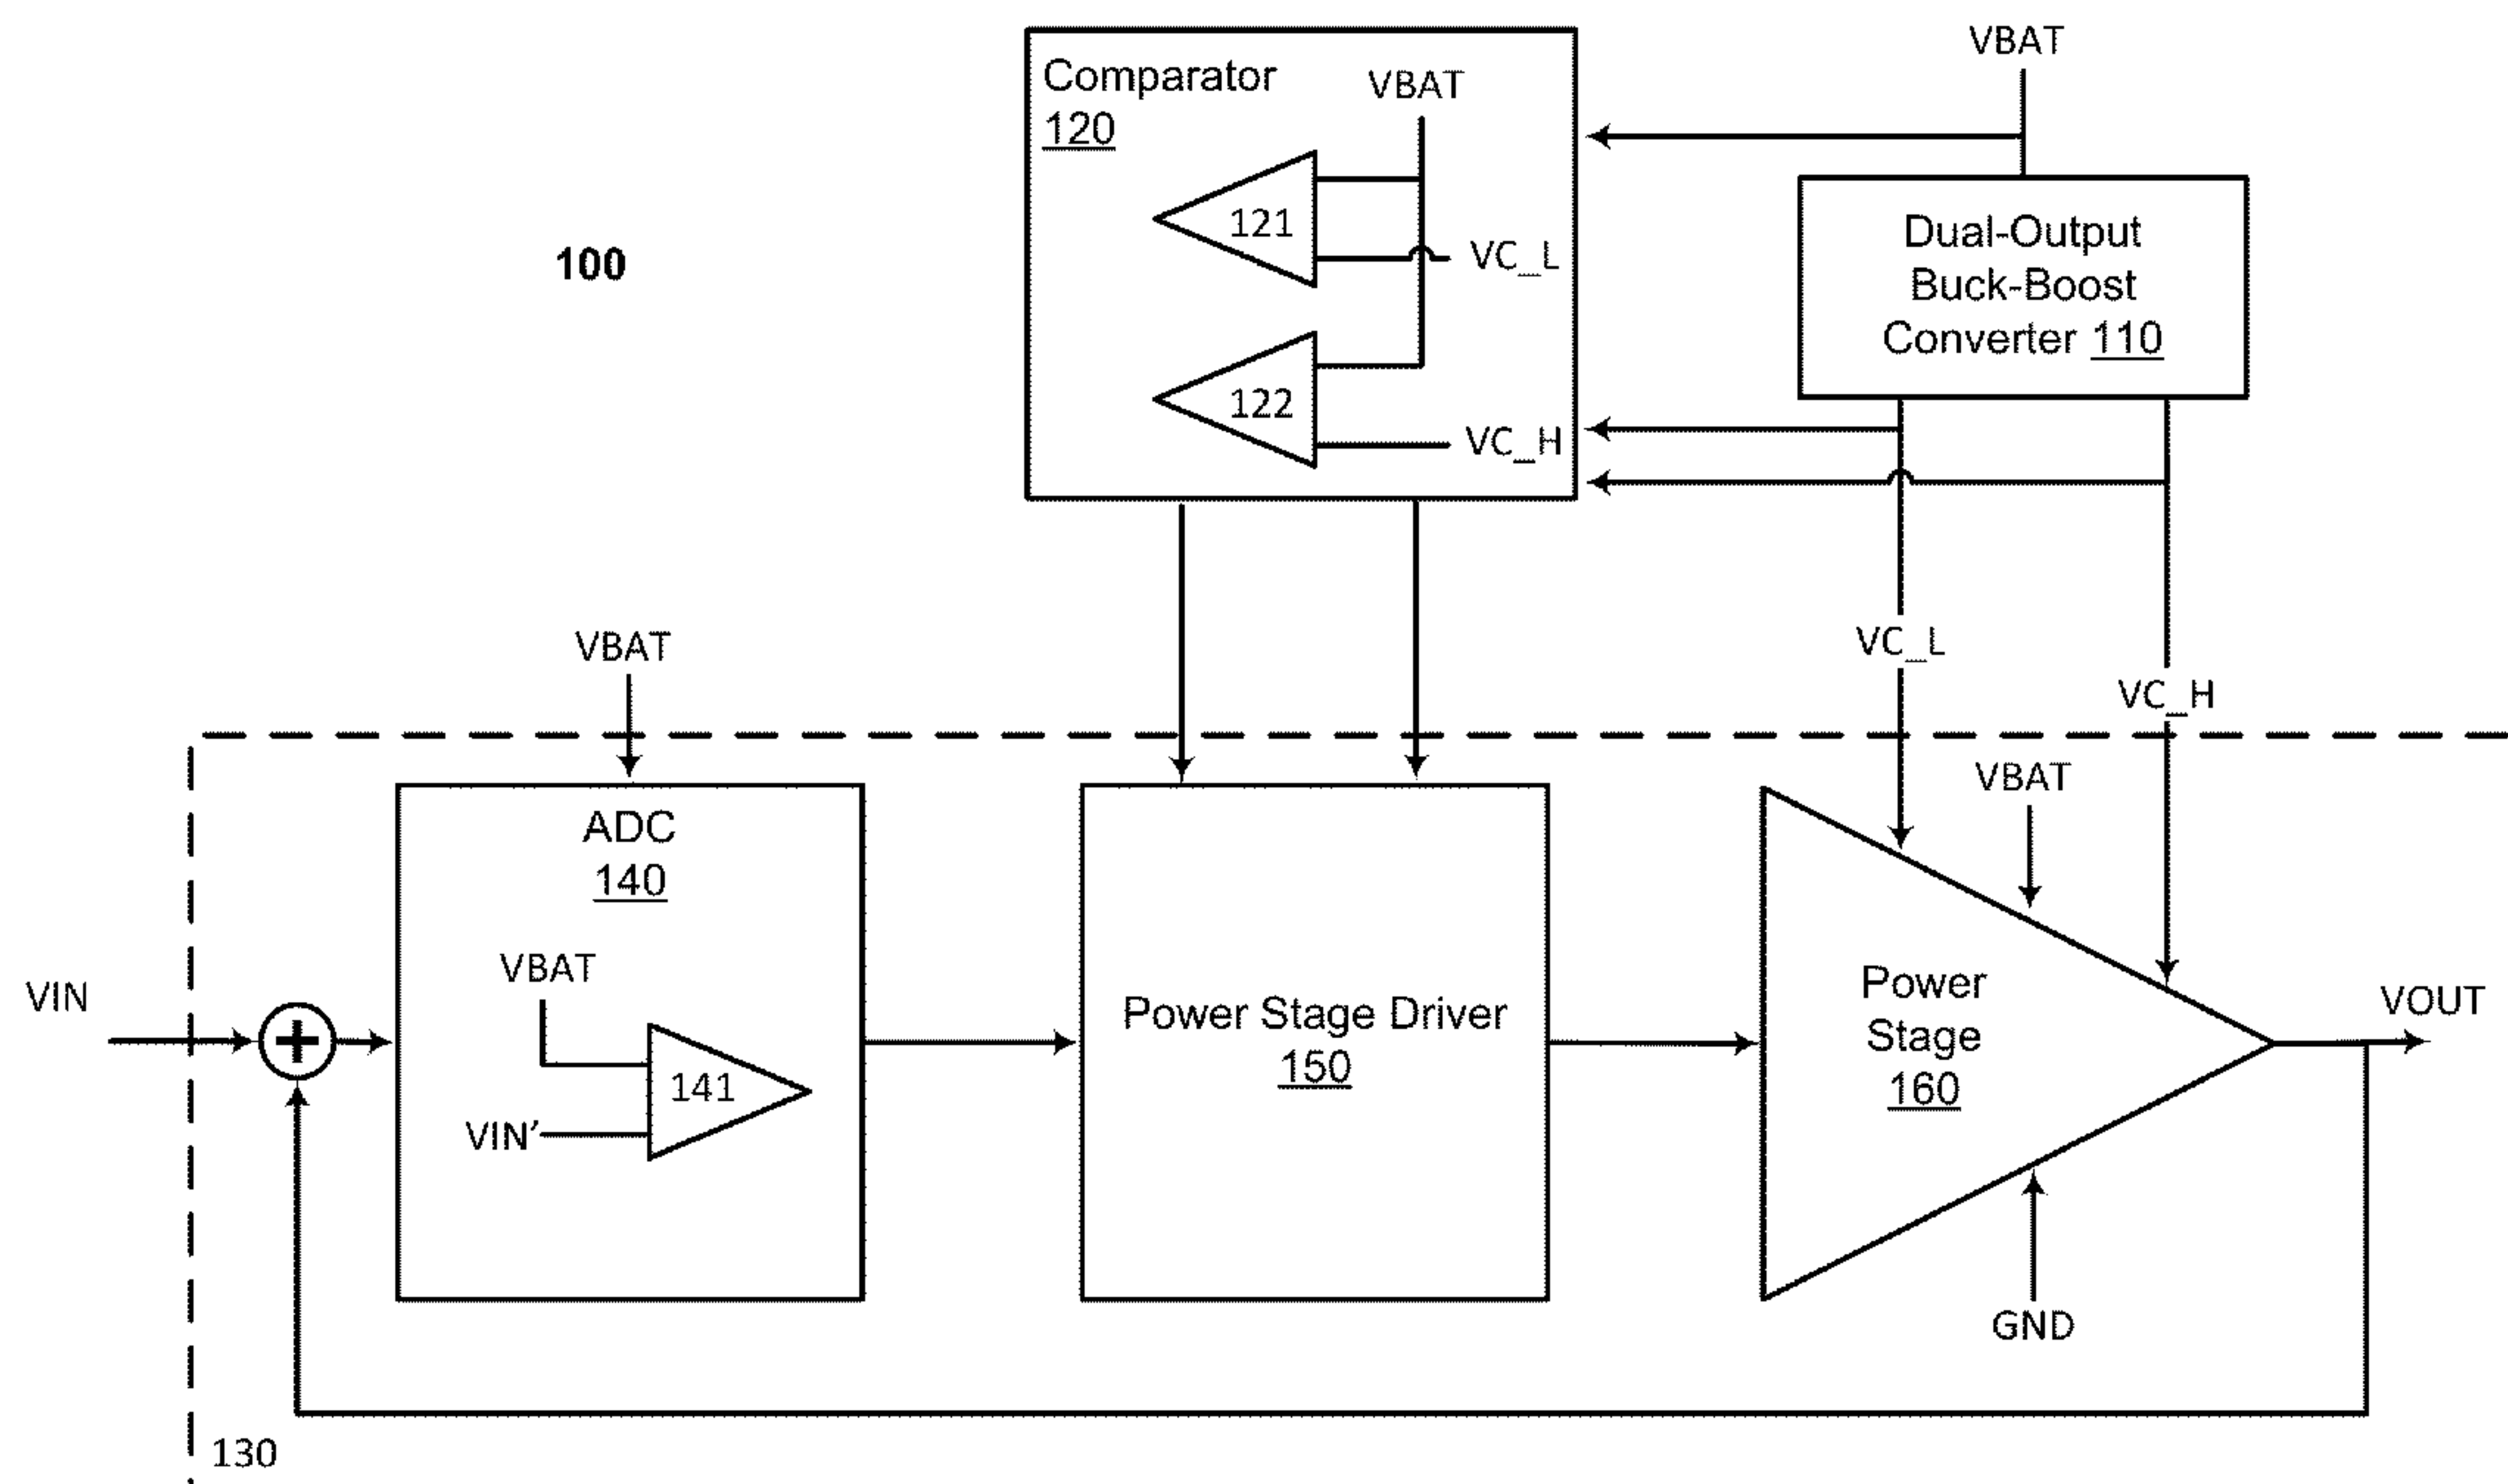 VBAT
Comparator
120
VBAT
121
VC_L
122
VC_H
100
Dual-Output
Buck-Boost
Converter 110
VBAT
VC_L
VC_H
ADC
140
VBAT
VIN'
141
VIN
Power Stage Driver
150
VBAT
Power
Stage
160
VOUT
GND
130